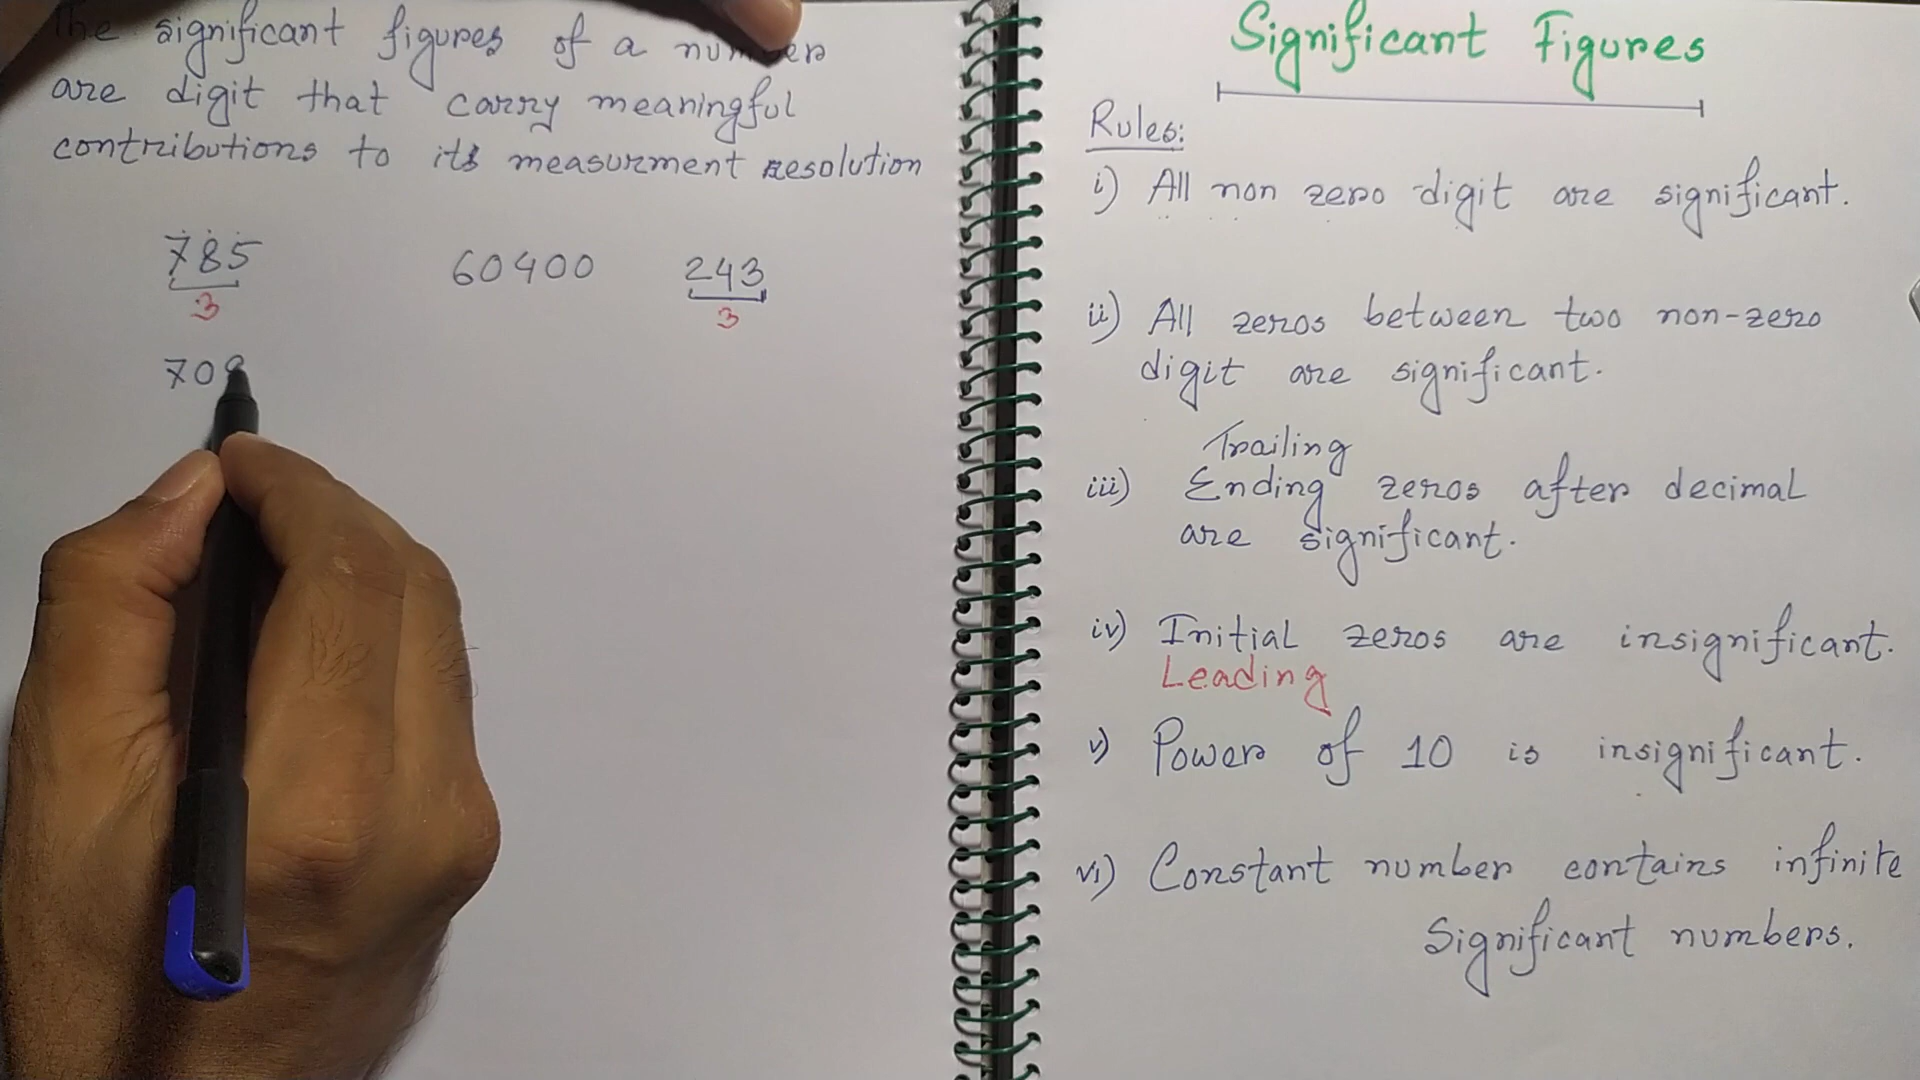 The significant figures of a number
are digit that carry meaningful
contributions to its measurment resolution
785 60400 243
3 3
70
Significant Figures
Rules:
i) All non zero digit are significant.
ii) All zeros between two non-zero
digit are significant.
Trailing
iii) Ending zeros after decimal
are significant.
iv) Initial zeros are insignificant.
Leading
v) Power of 10 is insignificant.
vi) Constant number contains infinite
Significant numbers.